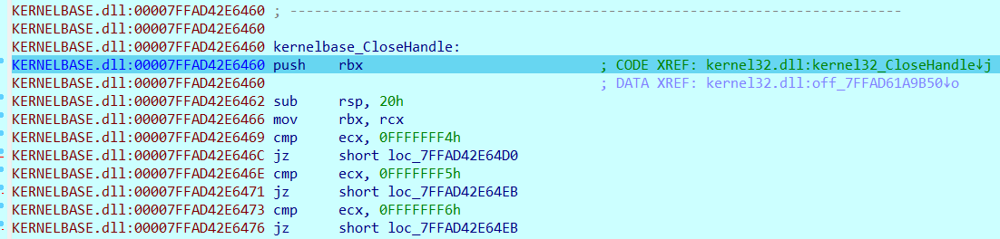 KERNELBASE.dll:00007FFAD42E6460 ; ---------------------------------------------------------------------------
KERNELBASE.dll:00007FFAD42E6460
KERNELBASE.dll:00007FFAD42E6460 kernelbase_CloseHandle:
KERNELBASE.dll:00007FFAD42E6460 push    rbx                             ; CODE XREF: kernel32.dll:kernel32_CloseHandle↓j
KERNELBASE.dll:00007FFAD42E6460                                         ; DATA XREF: kernel32.dll:off_7FFAD61A9B50↓o
KERNELBASE.dll:00007FFAD42E6462 sub     rsp, 20h
KERNELBASE.dll:00007FFAD42E6466 mov     rbx, rcx
KERNELBASE.dll:00007FFAD42E6469 cmp     ecx, 0FFFFFFF4h
KERNELBASE.dll:00007FFAD42E646C jz      short loc_7FFAD42E64D0
KERNELBASE.dll:00007FFAD42E646E cmp     ecx, 0FFFFFFF5h
KERNELBASE.dll:00007FFAD42E6471 jz      short loc_7FFAD42E64EB
KERNELBASE.dll:00007FFAD42E6473 cmp     ecx, 0FFFFFFF6h
KERNELBASE.dll:00007FFAD42E6476 jz      short loc_7FFAD42E64EB